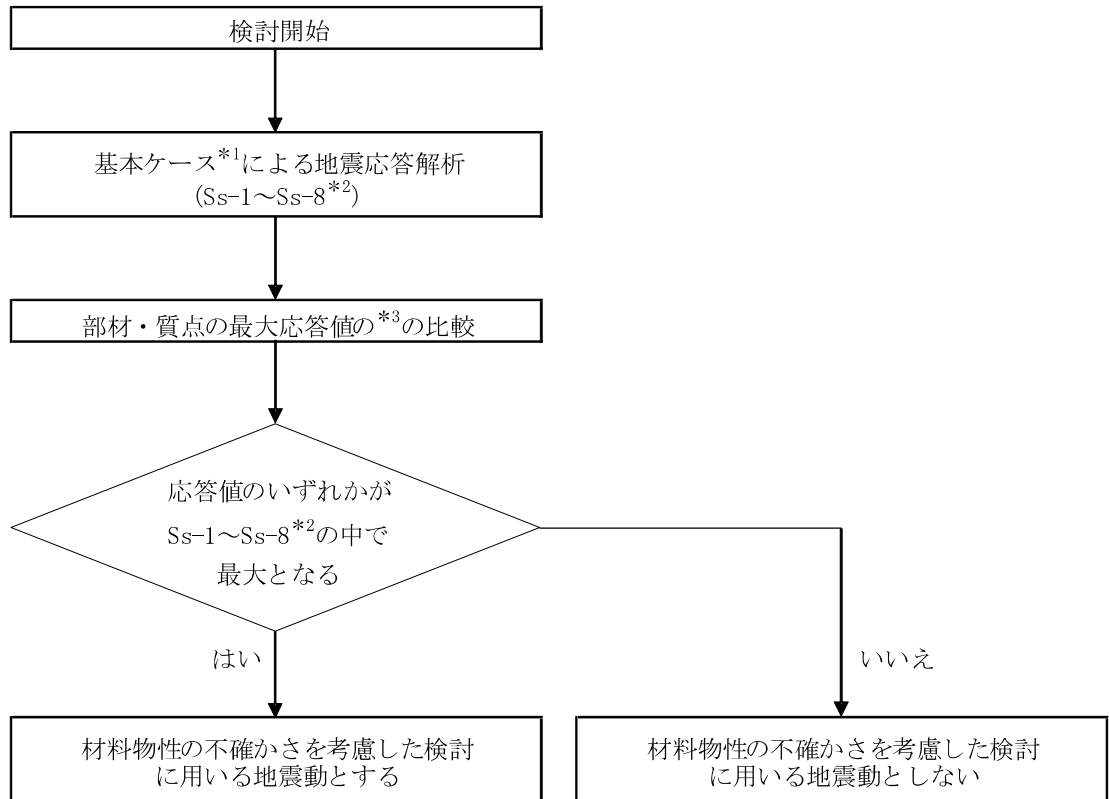 検討開始
基本ケース*1による地震応答解析
(Ss-1～Ss-8*2)
部材・質点の最大応答値の*3の比較
応答値のいずれかが
Ss-1～Ss-8*2の中で
最大となる
はい
いいえ
材料物性の不確かさを考慮した検討
に用いる地震動とする
材料物性の不確かさを考慮した検討
に用いる地震動としない